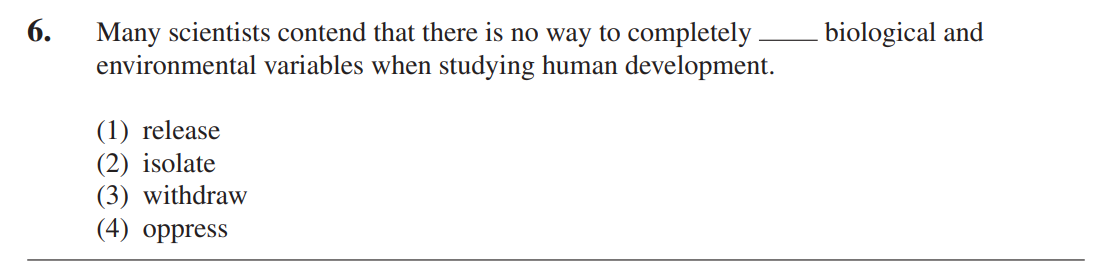 6. Many scientists contend that there is no way to completely ____ biological and
environmental variables when studying human development.
(1) release
(2) isolate
(3) withdraw
(4) oppress